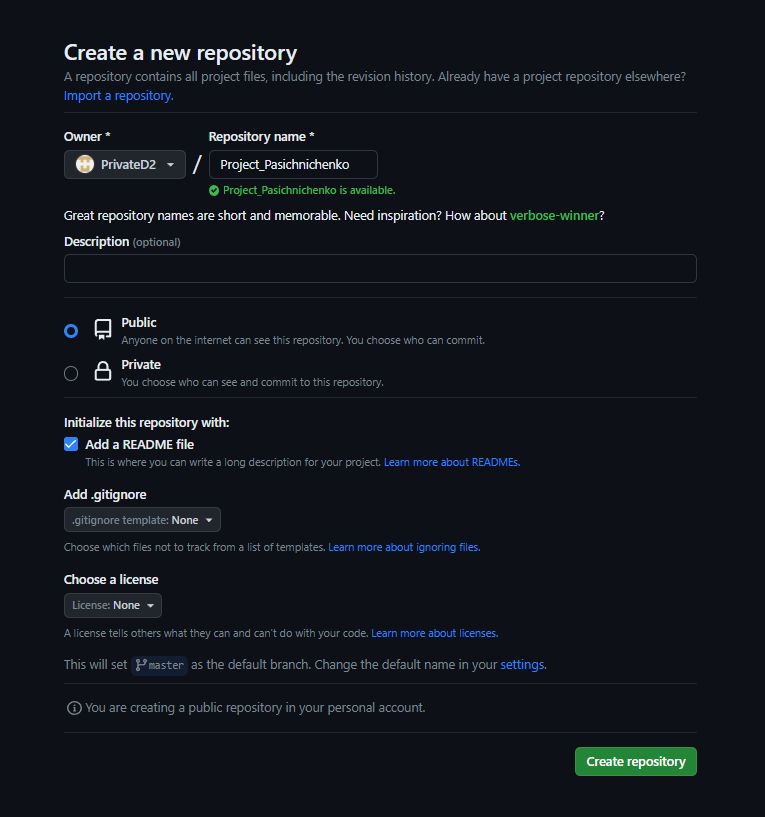 Create a new repository
A repository contains all project files, including the revision history. Already have a project repository elsewhere?
Import a repository.
Owner * Repository name *
PrivateD2 / Project_Pasichnichenko
Project_Pasichnichenko is available.
Great repository names are short and memorable. Need inspiration? How about verbose-winner?
Description (optional)
Public
Anyone on the internet can see this repository. You choose who can commit.
Private
You choose who can see and commit to this repository.
Initialize this repository with:
Add a README file
This is where you can write a long description for your project. Learn more about READMEs.
Add .gitignore
.gitignore template: None
Choose which files not to track from a list of templates. Learn more about ignoring files.
Choose a license
License: None
A license tells others what they can and can't do with your code. Learn more about licenses.
This will set master as the default branch. Change the default name in your settings.
You are creating a public repository in your personal account.
Create repository